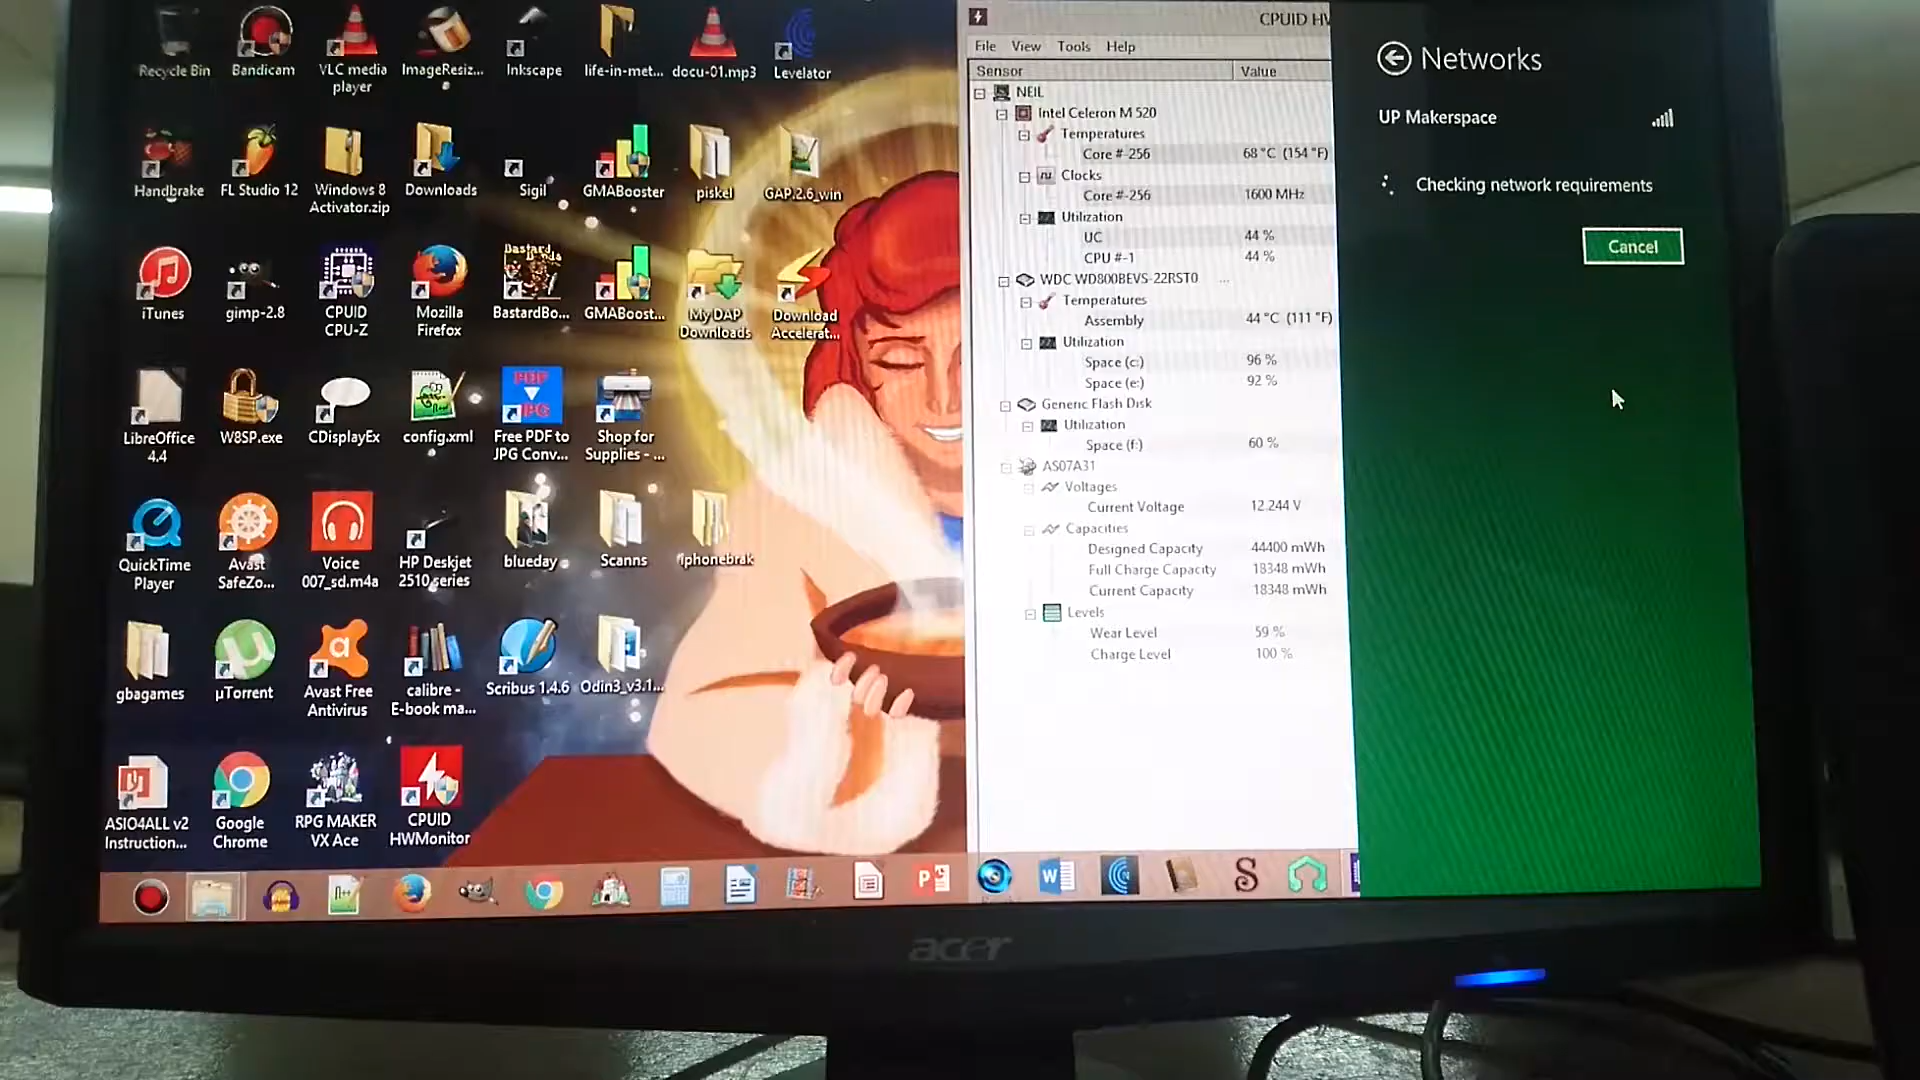 Recycle Bin
Bandicam
VLC media
player
ImageResiz...
Inkscape
life-in-met...
docu-01.mp3
Levelator
Handbrake
FL Studio 12
Windows 8
Activator.zip
Downloads
Sigil
GMABooster
piskel
GAP.2.6_win
iTunes
gimp-2.8
CPUID
CPU-Z
Mozilla
Firefox
Bastard Bonds
BastardBo...
GMABoost...
My DAP
Downloads
Download
Accelerat...
LibreOffice
4.4
W8SP.exe
CDisplayEx
config.xml
PDF
JPG
Free PDF to
JPG Conv...
Shop for
Supplies - ...
QuickTime
Player
Avast
SafeZo...
Voice
007_sd.m4a
HP Deskjet
2510 series
blueday
Scanns
iphonebrak
gbagames
µTorrent
Avast Free
Antivirus
calibre -
E-book ma...
Scribus 1.4.6
Odin3_v3.1...
ASIO4ALL v2
Instruction...
Google
Chrome
RPG MAKER
VX Ace
CPUID
HWMonitor
CPUID HW
File View Tools Help
Sensor Value
NEIL
Intel Celeron M 520
Temperatures
Core #-256 68 °C (154 °F)
Clocks
Core #-256 1600 MHz
Utilization
UC 44 %
CPU #-1 44 %
WDC WD800BEVS-22RST0 ...
Temperatures
Assembly 44 °C (111 °F)
Utilization
Space (c:) 96 %
Space (e:) 92 %
Generic Flash Disk
Utilization
Space (f:) 60 %
AS07A31
Voltages
Current Voltage 12.244 V
Capacities
Designed Capacity 44400 mWh
Full Charge Capacity 18348 mWh
Current Capacity 18348 mWh
Levels
Wear Level 59 %
Charge Level 100 %
Networks
UP Makerspace
Checking network requirements
Cancel
acer